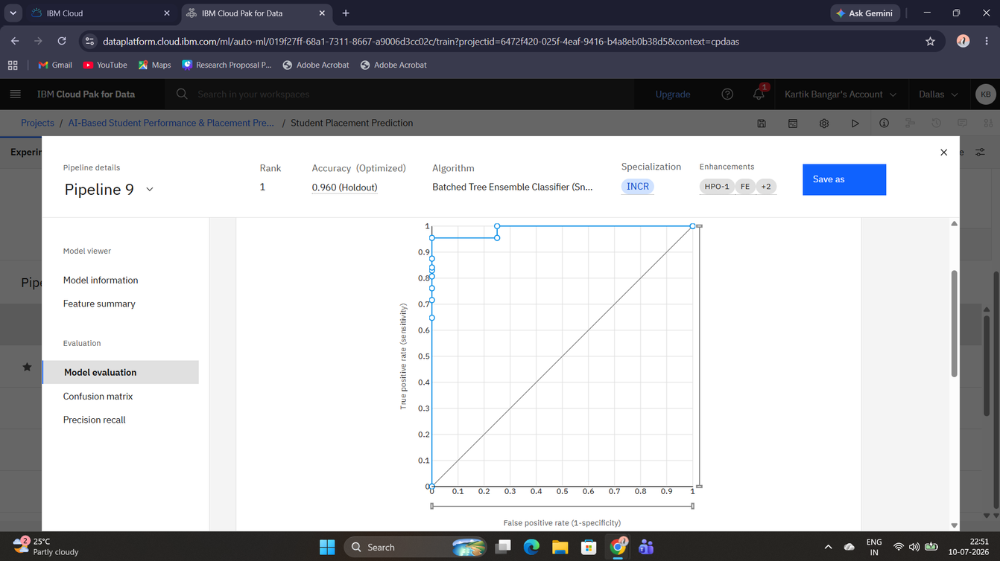 IBM Cloud
IBM Cloud Pak for Data
Ask Gemini
dataplatform.cloud.ibm.com/ml/auto-ml/019f27ff-68a1-7311-8667-a9006d3cc02c/train?projectid=6472f420-025f-4eaf-9416-b4a8eb0b38d5&context=cpdaas
Gmail YouTube Maps Research Proposal P... Adobe Acrobat Adobe Acrobat
IBM Cloud Pak for Data Search in your workspaces Upgrade 1 Kartik Bangar's Account Dallas KB
Projects / AI-Based Student Performance & Placement Pre... / Student Placement Prediction
Pipeline details Rank Accuracy (Optimized) Algorithm Specialization Enhancements
Pipeline 9 1 0.960 (Holdout) Batched Tree Ensemble Classifier (Sn... INCR HPO-1 FE +2 Save as
Model viewer
Model information
Feature summary
Evaluation
Model evaluation
Confusion matrix
Precision recall
True positive rate (sensitivity)
1
0.9
0.8
0.7
0.6
0.5
0.4
0.3
0.2
0.1
0
0 0.1 0.2 0.3 0.4 0.5 0.6 0.7 0.8 0.9 1
False positive rate (1-specificity)
2
25°C
Partly cloudy
Search
ENG
IN
22:51
10-07-2026